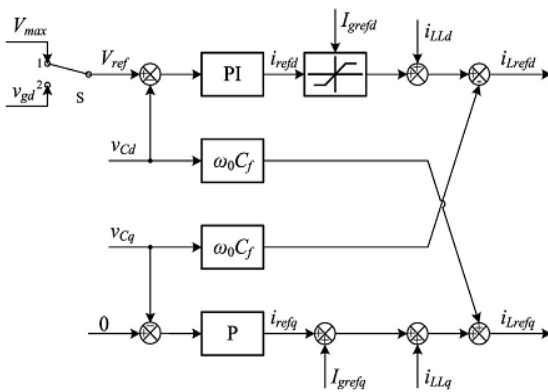 V_max
I_grefd
i_LLd
1
V_ref
PI
i_refd
i_Lrefd
v_gd
2
S
v_Cd
ω_0C_f
v_Cq
ω_0C_f
0
P
i_refq
i_Lrefq
I_grefq
i_LLq